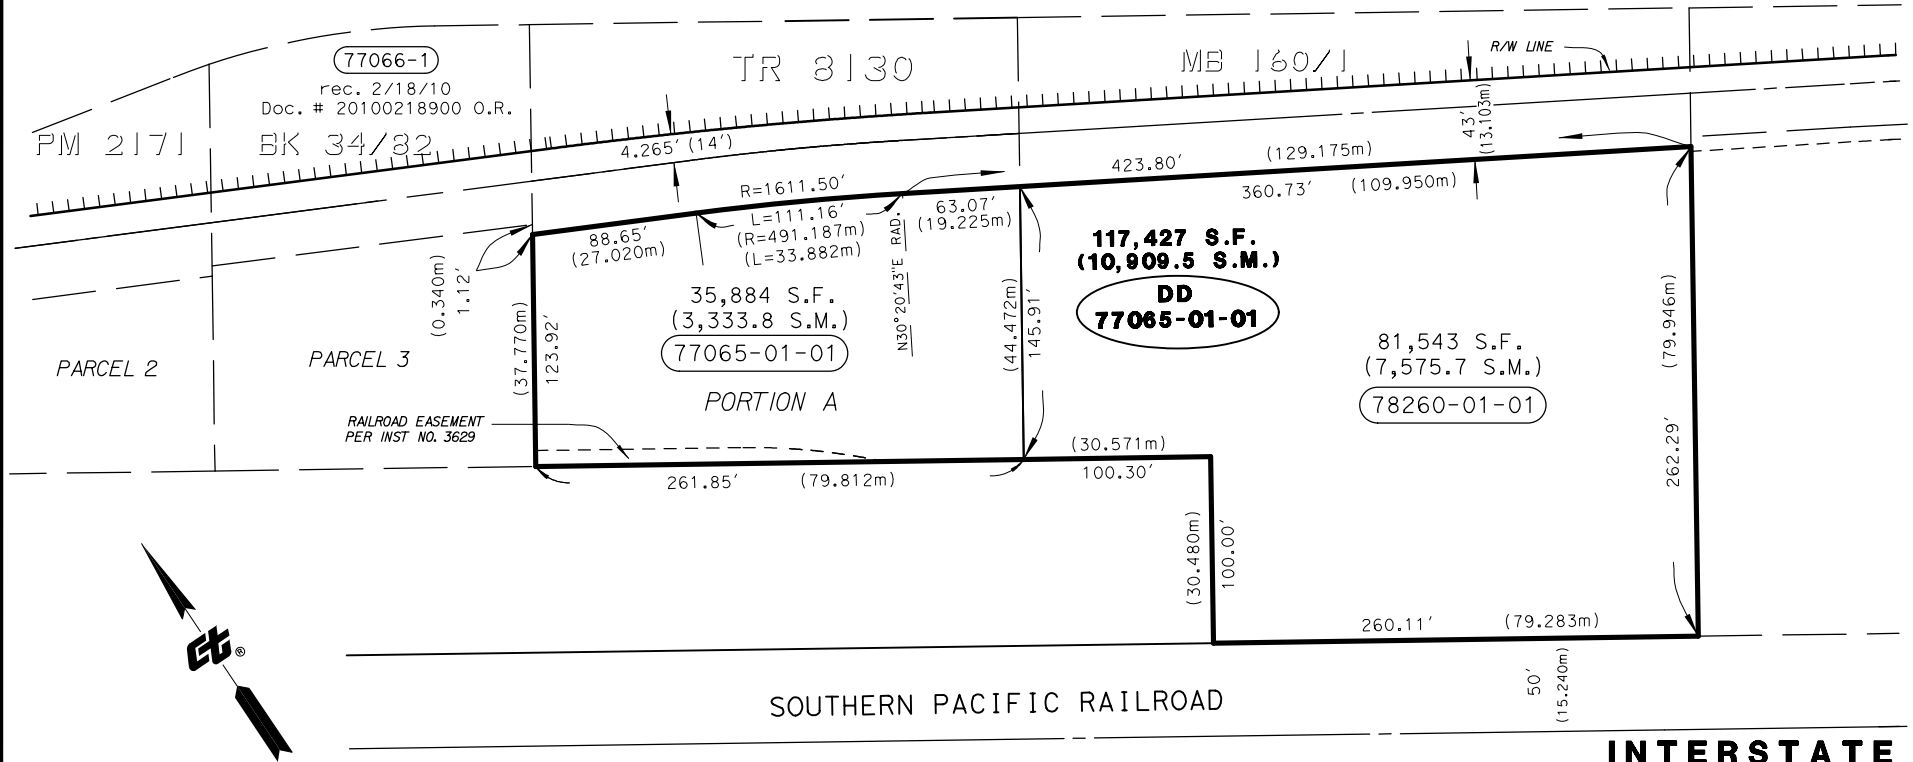 77066-1
rec. 2/18/10
Doc. # 20100218900 O.R.
TR 8130
MB 160/1
R/W LINE
PM 2171
BK 34/82
4.265′ (14′)
43′
(13.103m)
R=1611.50′
L=111.16′
(R=491.187m)
(L=33.882m)
423.80′ (129.175m)
360.73′ (109.950m)
63.07′
(19.225m)
88.65′
(27.020m)
N30°20′43″E RAD.
(0.340m)
1.12′
117,427 S.F.
(10,909.5 S.M.)
DD
77065-01-01
35,884 S.F.
(3,333.8 S.M.)
77065-01-01
PORTION A
(37.770m)
123.92′
(44.472m)
145.91′
81,543 S.F.
(7,575.7 S.M.)
78260-01-01
(79.946m)
262.29′
PARCEL 2
PARCEL 3
RAILROAD EASEMENT
PER INST NO. 3629
261.85′ (79.812m)
(30.571m)
100.30′
(30.480m)
100.00′
260.11′ (79.283m)
ct®
50′
(15.240m)
SOUTHERN PACIFIC RAILROAD
INTERSTATE